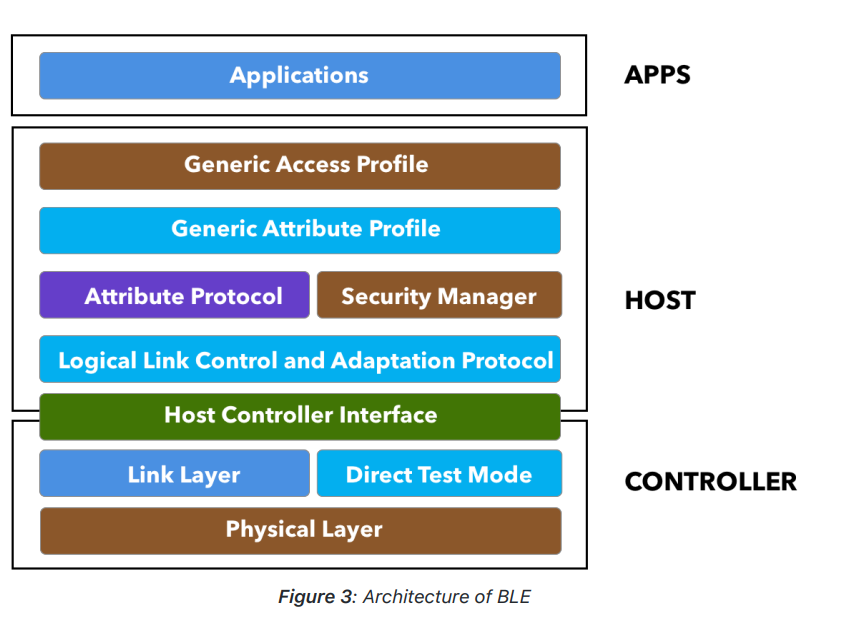 Applications
APPS
Generic Access Profile
Generic Attribute Profile
Attribute Protocol
Security Manager
HOST
Logical Link Control and Adaptation Protocol
Host Controller Interface
Link Layer
Direct Test Mode
CONTROLLER
Physical Layer
Figure 3: Architecture of BLE